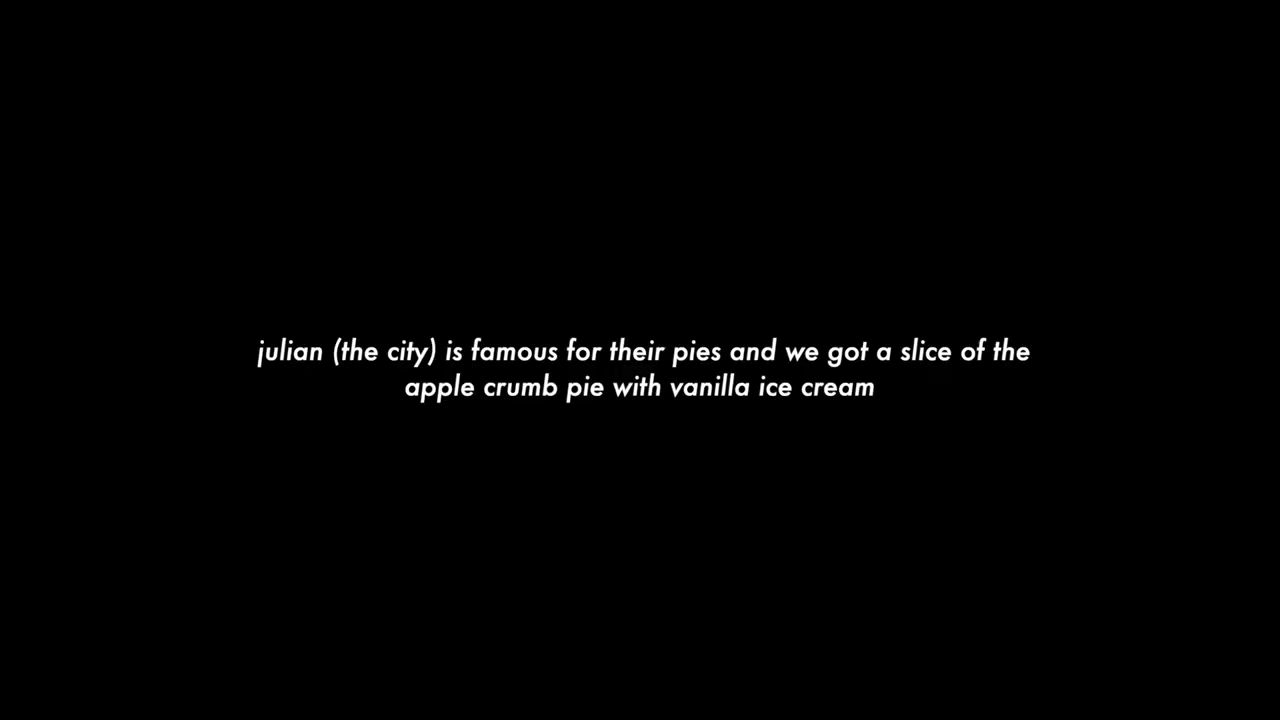 julian (the city) is famous for their pies and we got a slice of the
apple crumb pie with vanilla ice cream